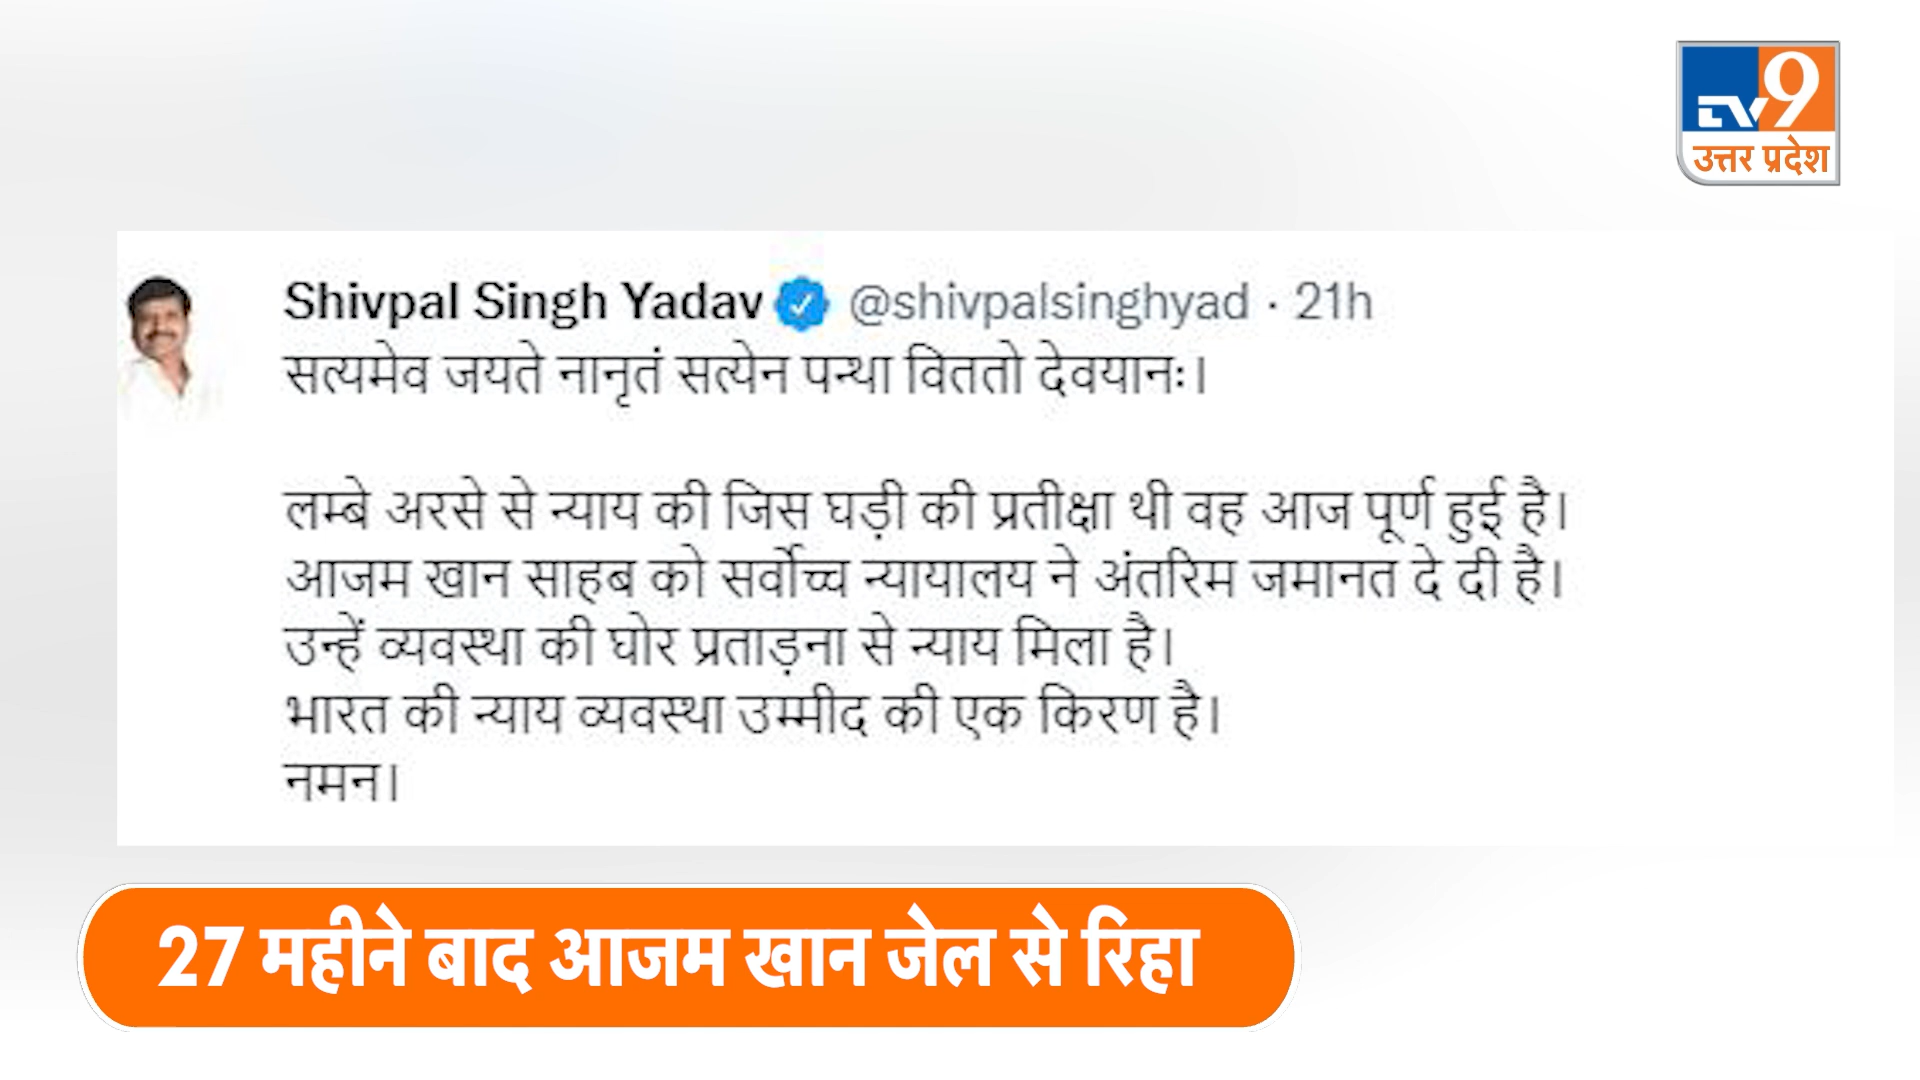 TV9
उत्तर प्रदेश
Shivpal Singh Yadav @shivpalsinghyad · 21h
सत्यमेव जयते नानृतं सत्येन पन्था विततो देवयानः।
लम्बे अरसे से न्याय की जिस घड़ी की प्रतीक्षा थी वह आज पूर्ण हुई है।
आजम खान साहब को सर्वोच्च न्यायालय ने अंतरिम जमानत दे दी है।
उन्हें व्यवस्था की घोर प्रताड़ना से न्याय मिला है।
भारत की न्याय व्यवस्था उम्मीद की एक किरण है।
नमन।
27 महीने बाद आजम खान जेल से रिहा